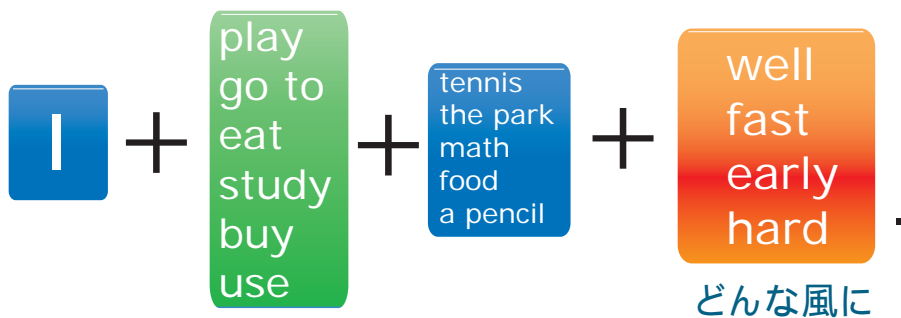 I
+
play
go to
eat
study
buy
use
+
tennis
the park
math
food
a pencil
+
well
fast
early
hard
どんな風に